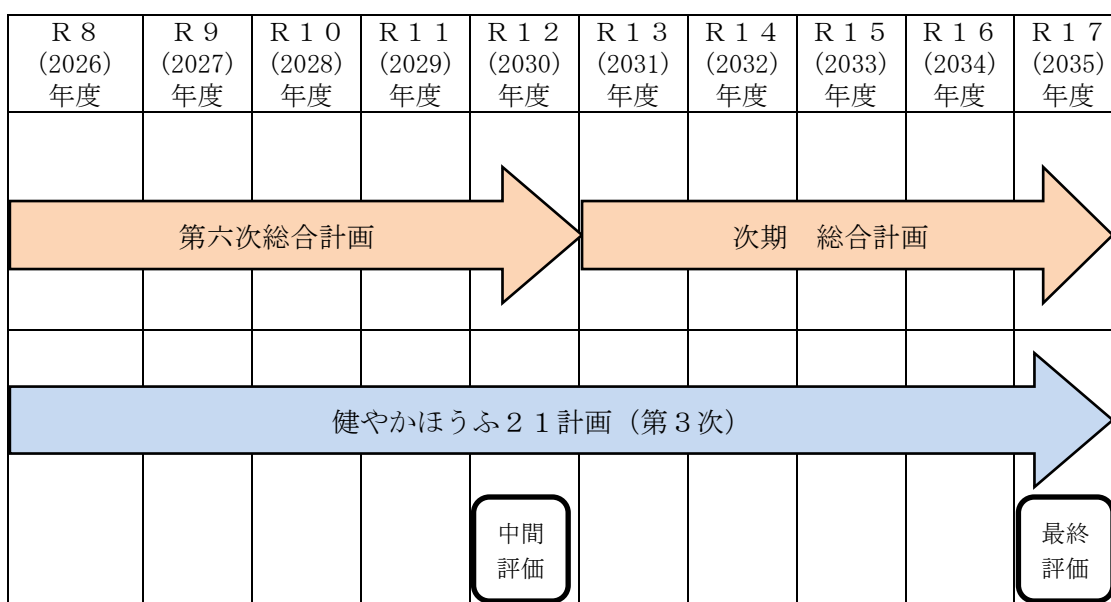 Ｒ８ Ｒ９ Ｒ１０ Ｒ１１ Ｒ１２ Ｒ１３ Ｒ１４ Ｒ１５ Ｒ１６ Ｒ１７
(2026) (2027) (2028) (2029) (2030) (2031) (2032) (2033) (2034) (2035)
年度 年度 年度 年度 年度 年度 年度 年度 年度 年度
第六次総合計画 次期　総合計画
健やかほうふ２１計画（第３次）
中間
評価
最終
評価